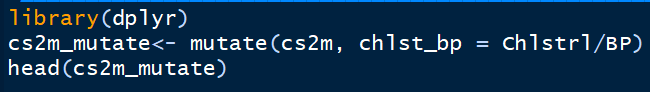 library(dplyr)
cs2m_mutate<- mutate(cs2m, chlst_bp = Chlstrl/BP)
head(cs2m_mutate)